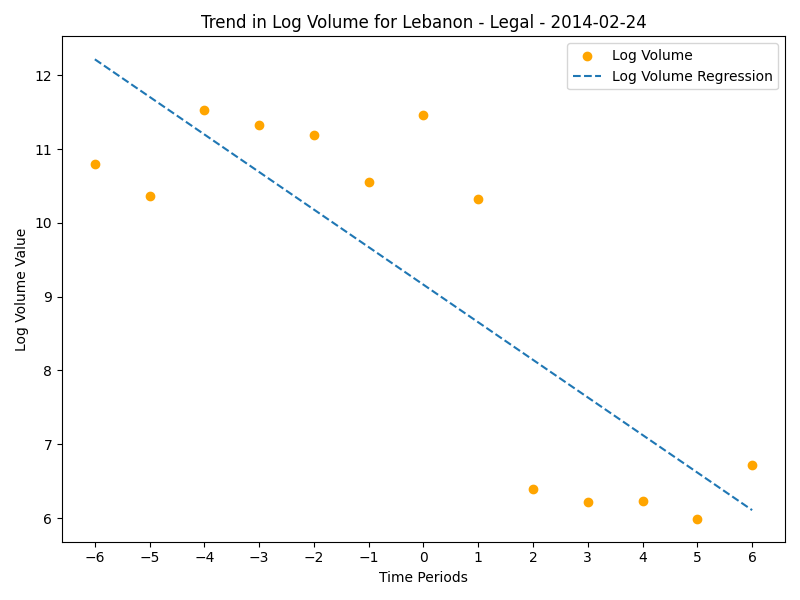 Trend in Log Volume for Lebanon - Legal - 2014-02-24
Log Volume
Log Volume Regression
Log Volume Value
12
11
10
9
8
7
6
−6 −5 −4 −3 −2 −1 0 1 2 3 4 5 6
Time Periods